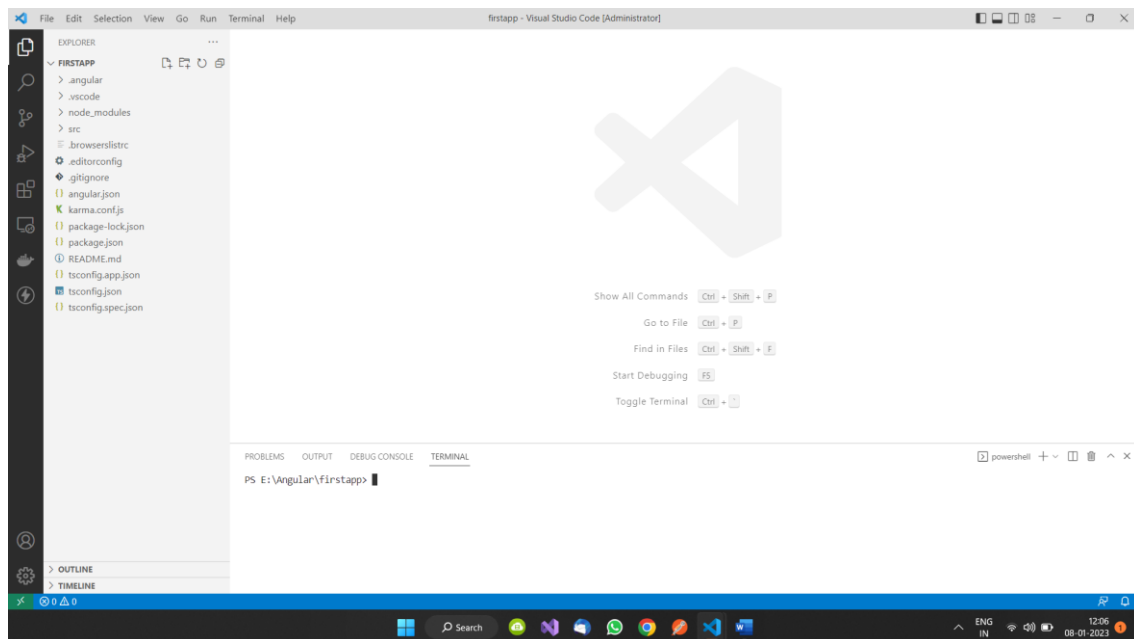 File Edit Selection View Go Run Terminal Help firstapp - Visual Studio Code [Administrator]
EXPLORER
FIRSTAPP
.angular
.vscode
node_modules
src
.browserslistrc
.editorconfig
.gitignore
angular.json
karma.conf.js
package-lock.json
package.json
README.md
tsconfig.app.json
tsconfig.json
tsconfig.spec.json
Show All Commands Ctrl + Shift + P
Go to File Ctrl + P
Find in Files Ctrl + Shift + F
Start Debugging F5
Toggle Terminal Ctrl + `
PROBLEMS OUTPUT DEBUG CONSOLE TERMINAL powershell
PS E:\Angular\firstapp>
OUTLINE
TIMELINE
0 0
Search ENG IN 12:06 08-01-2023 1